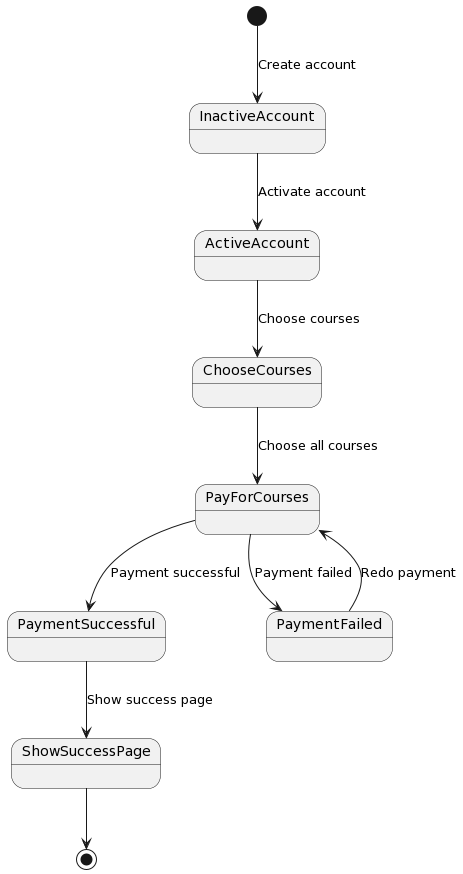 Create account
InactiveAccount
Activate account
ActiveAccount
Choose courses
ChooseCourses
Choose all courses
PayForCourses
Payment successful
Payment failed
Redo payment
PaymentSuccessful
PaymentFailed
Show success page
ShowSuccessPage